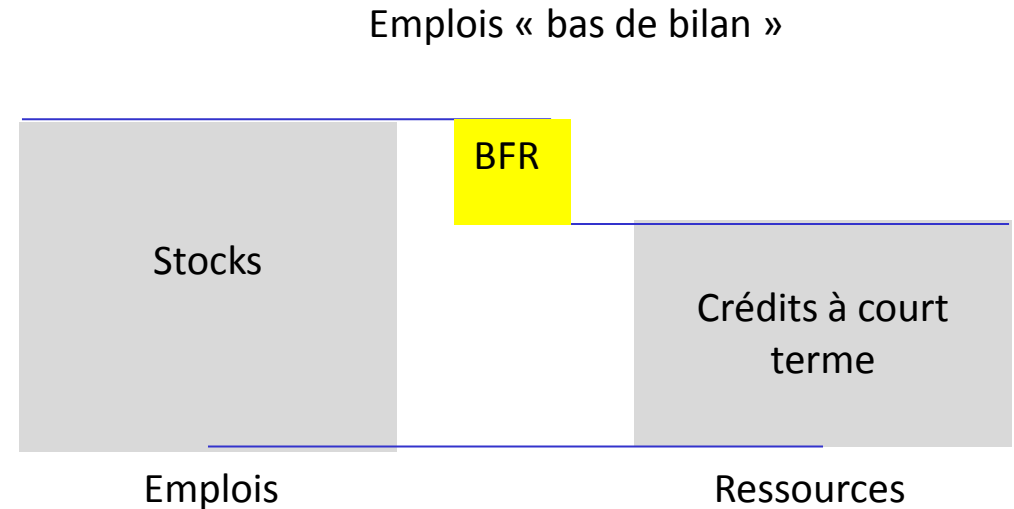 Emplois « bas de bilan »
BFR
Stocks
Crédits à court
terme
Emplois
Ressources